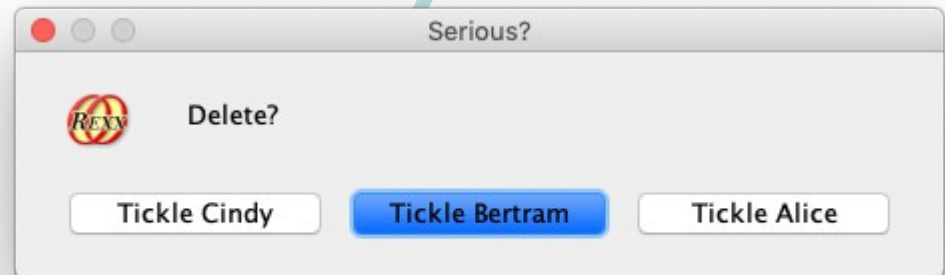 Serious?
REXX
Delete?
Tickle Cindy Tickle Bertram Tickle Alice